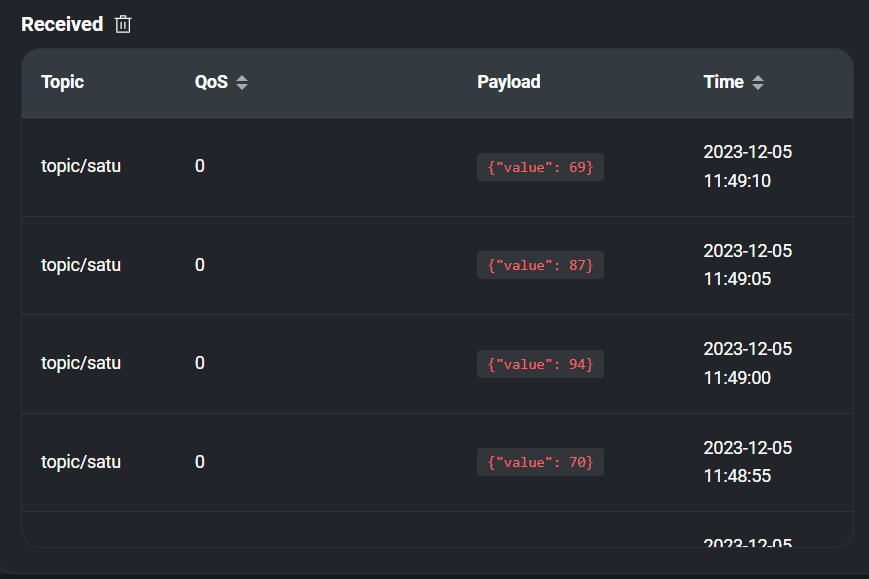 Received
Topic QoS Payload Time
topic/satu 0 {"value": 69} 2023-12-05
11:49:10
topic/satu 0 {"value": 87} 2023-12-05
11:49:05
topic/satu 0 {"value": 94} 2023-12-05
11:49:00
topic/satu 0 {"value": 70} 2023-12-05
11:48:55
2023-12-05